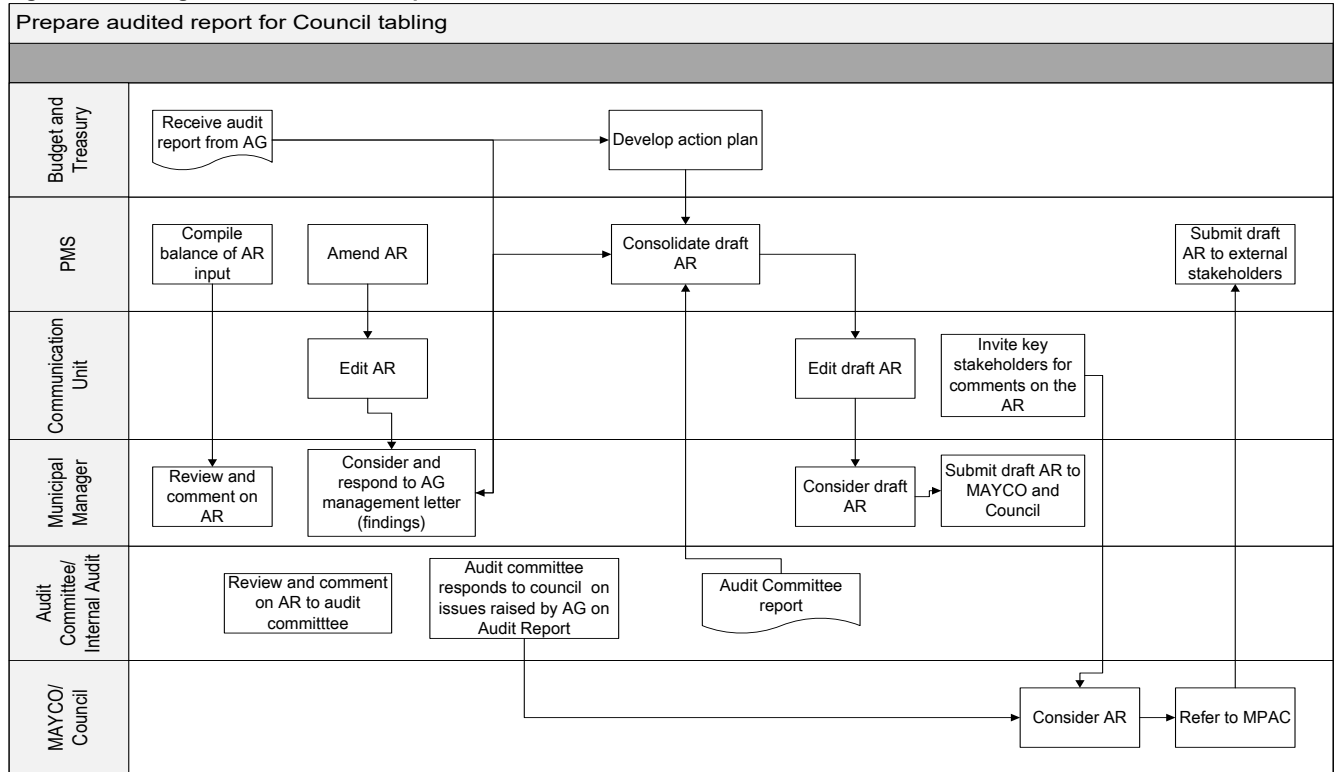 Prepare audited report for Council tabling
Budget and
Treasury
Receive audit
report from AG
Develop action plan
PMS
Compile
balance of AR
input
Amend AR
Consolidate draft
AR
Submit draft
AR to external
stakeholders
Communication
Unit
Edit AR
Edit draft AR
Invite key
stakeholders for
comments on the
AR
Municipal
Manager
Review and
comment on
AR
Consider and
respond to AG
management letter
(findings)
Consider draft
AR
Submit draft AR to
MAYCO and
Council
Audit
Committee/
Internal Audit
Review and comment
on AR to audit
committtee
Audit committee
responds to council on
issues raised by AG on
Audit Report
Audit Committee
report
MAYCO/
Council
Consider AR
Refer to MPAC